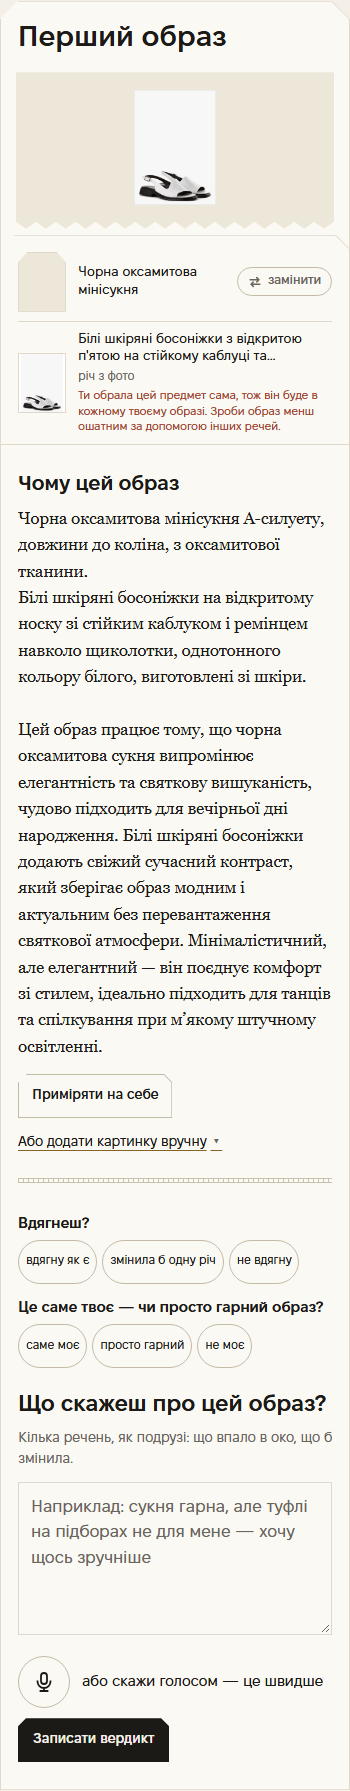 Перший образ
Чорна оксамитова
мінісукня
замінити
Білі шкіряні босоніжки з відкритою
п'ятою на стійкому каблуці та…
річ з фото
Ти обрала цей предмет сама, тож він буде в
кожному твоєму образі. Зроби образ менш
ошатним за допомогою інших речей.
Чому цей образ
Чорна оксамитова мінісукня А-силуету,
довжини до коліна, з оксамитової
тканини.
Білі шкіряні босоніжки на відкритому
носку зі стійким каблуком і ремінцем
навколо щиколотки, однотонного
кольору білого, виготовлені зі шкіри.
Цей образ працює тому, що чорна
оксамитова сукня випромінює
елегантність та святкову вишуканість,
чудово підходить для вечірньої дні
народження. Білі шкіряні босоніжки
додають свіжий сучасний контраст,
який зберігає образ модним і
актуальним без перевантаження
святкової атмосфери. Мінімалістичний,
але елегантний — він поєднує комфорт
зі стилем, ідеально підходить для танців
та спілкування при м’якому штучному
освітленні.
Приміряти на себе
Або додати картинку вручну
Вдягнеш?
вдягну як є змінила б одну річ не вдягну
Це саме твоє — чи просто гарний образ?
саме моє просто гарний не моє
Що скажеш про цей образ?
Кілька речень, як подрузі: що впало в око, що б
змінила.
Наприклад: сукня гарна, але туфлі
на підборах не для мене — хочу
щось зручніше
або скажи голосом — це швидше
Записати вердикт